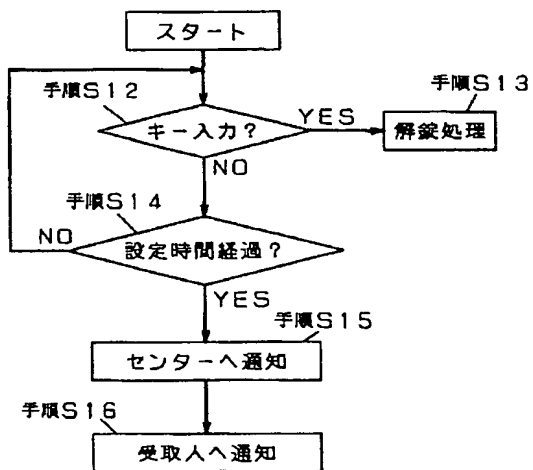 スタート
手順S12
手順S13
キー入力?
YES
解錠処理
NO
手順S14
NO
設定時間経過?
YES
手順S15
センターへ通知
手順S16
受取人へ通知